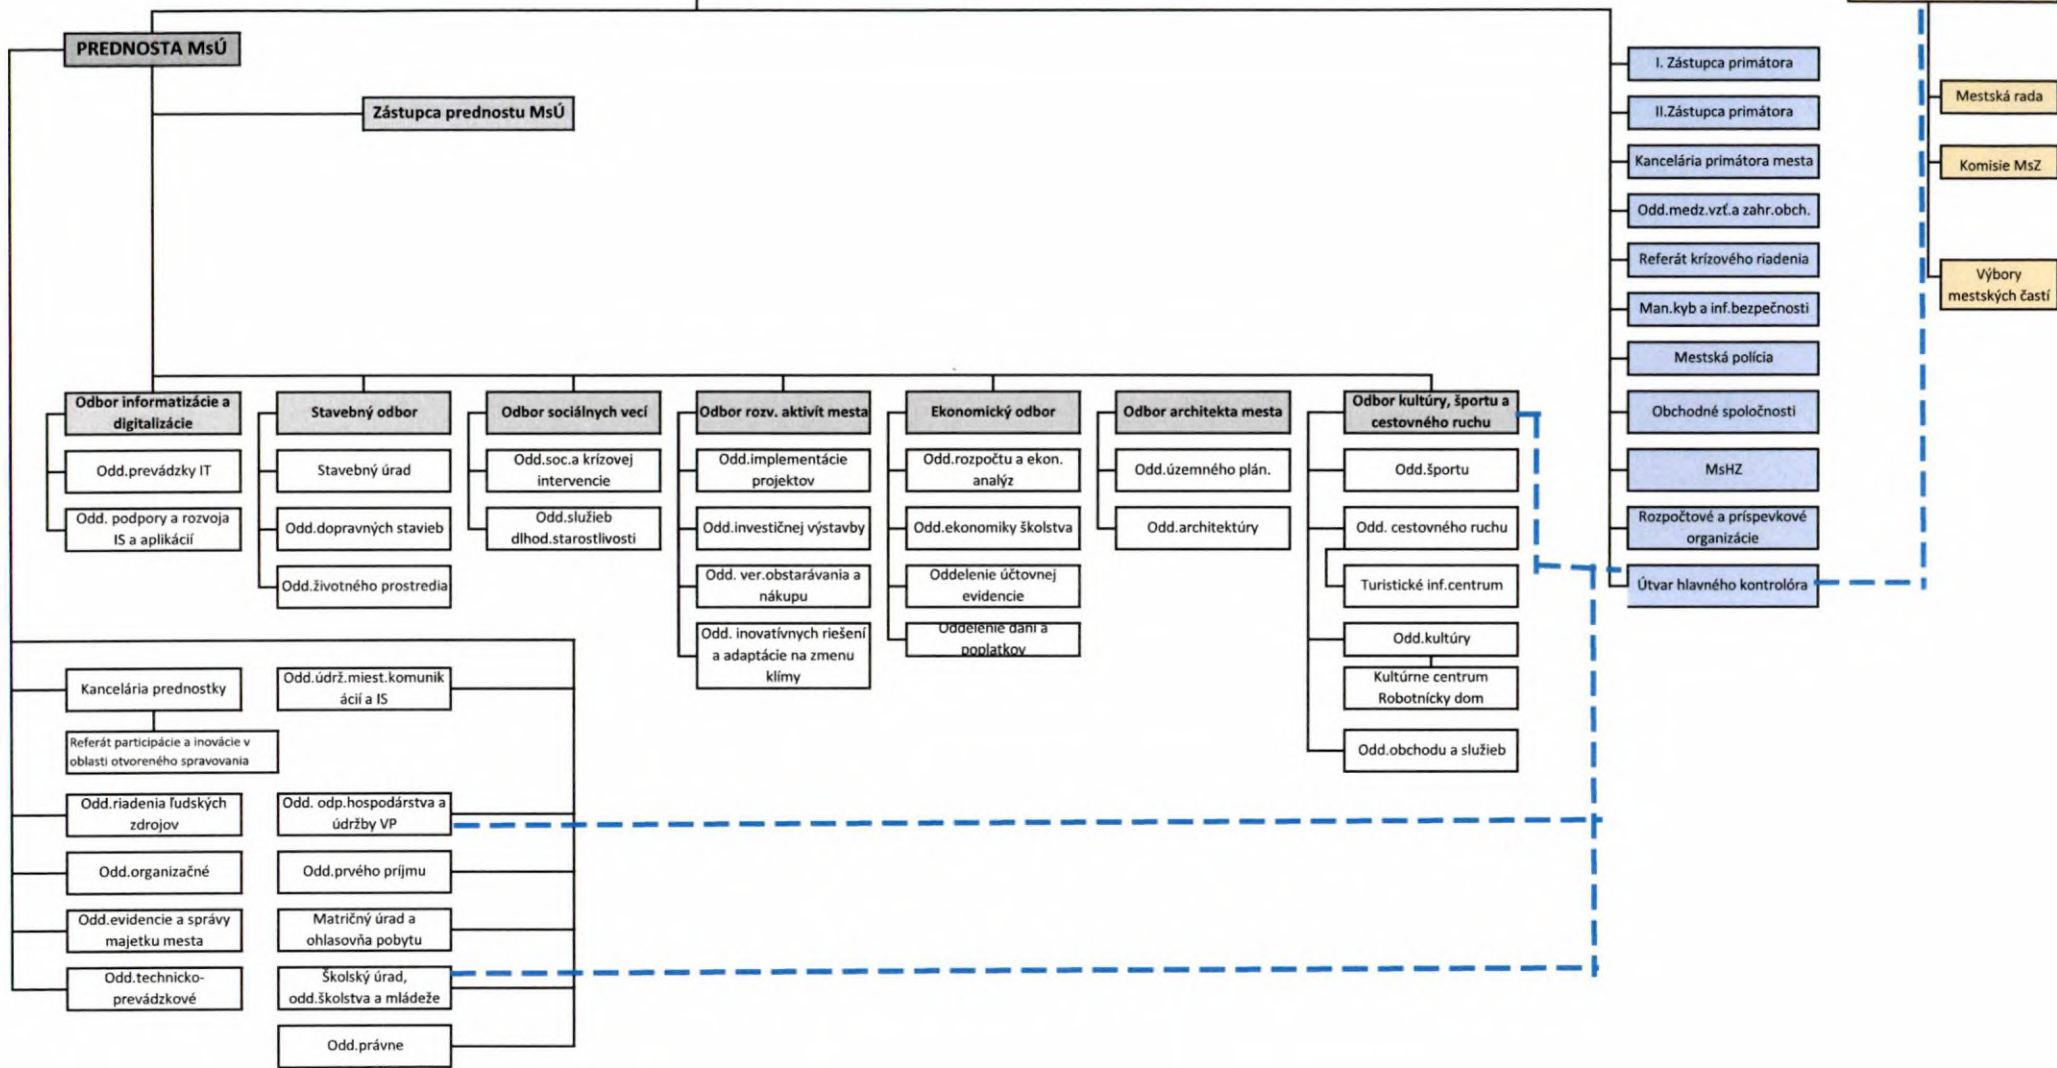 PREDNOSTA MsÚ
Zástupca prednostu MsÚ
I. Zástupca primátora
II.Zástupca primátora
Kancelária primátora mesta
Odd.medz.vzť.a zahr.obch.
Referát krízového riadenia
Man.kyb a inf.bezpečnosti
Mestská polícia
Obchodné spoločnosti
MsHZ
Rozpočtové a príspevkové
organizácie
Útvar hlavného kontrolóra
Mestská rada
Komisie MsZ
Výbory
mestských častí
Odbor informatizácie a
digitalizácie
Odd.prevádzky IT
Odd. podpory a rozvoja
IS a aplikácií
Stavebný odbor
Stavebný úrad
Odd.dopravných stavieb
Odd.životného prostredia
Odbor sociálnych vecí
Odd.soc.a krízovej
intervencie
Odd.služieb
dlhod.starostlivosti
Odbor rozv. aktivít mesta
Odd.implementácie
projektov
Odd.investičnej výstavby
Odd. ver.obstarávania a
nákupu
Odd. inovatívnych riešení
a adaptácie na zmenu
klímy
Ekonomický odbor
Odd.rozpočtu a ekon.
analýz
Odd.ekonomiky školstva
Oddelenie účtovnej
evidencie
Oddelenie daní a
poplatkov
Odbor architekta mesta
Odd.územného plán.
Odd.architektúry
Odbor kultúry, športu a
cestovného ruchu
Odd.športu
Odd. cestovného ruchu
Turistické inf.centrum
Odd.kultúry
Kultúrne centrum
Robotnícky dom
Odd.obchodu a služieb
Kancelária prednostky
Referát participácie a inovácie v
oblasti otvoreného spravovania
Odd.riadenia ľudských
zdrojov
Odd.organizačné
Odd.evidencie a správy
majetku mesta
Odd.technicko-
prevádzkové
Odd.údrž.miest.komunik
ácií a IS
Odd. odp.hospodárstva a
údržby VP
Odd.prvého príjmu
Matričný úrad a
ohlasovňa pobytu
Školský úrad,
odd.školstva a mládeže
Odd.právne